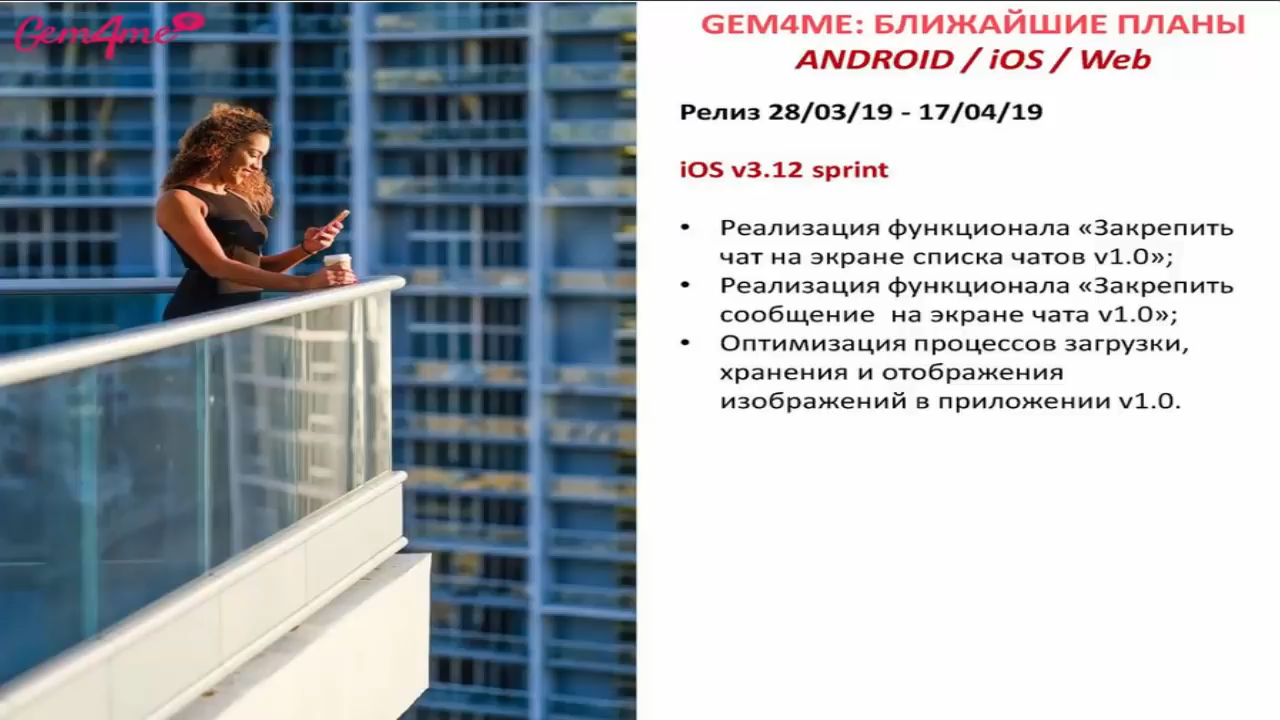 Gem4me
GEM4ME: БЛИЖАЙШИЕ ПЛАНЫ
ANDROID / iOS / Web
Релиз 28/03/19 - 17/04/19
iOS v3.12 sprint
• Реализация функционала «Закрепить
чат на экране списка чатов v1.0»;
• Реализация функционала «Закрепить
сообщение на экране чата v1.0»;
• Оптимизация процессов загрузки,
хранения и отображения
изображений в приложении v1.0.